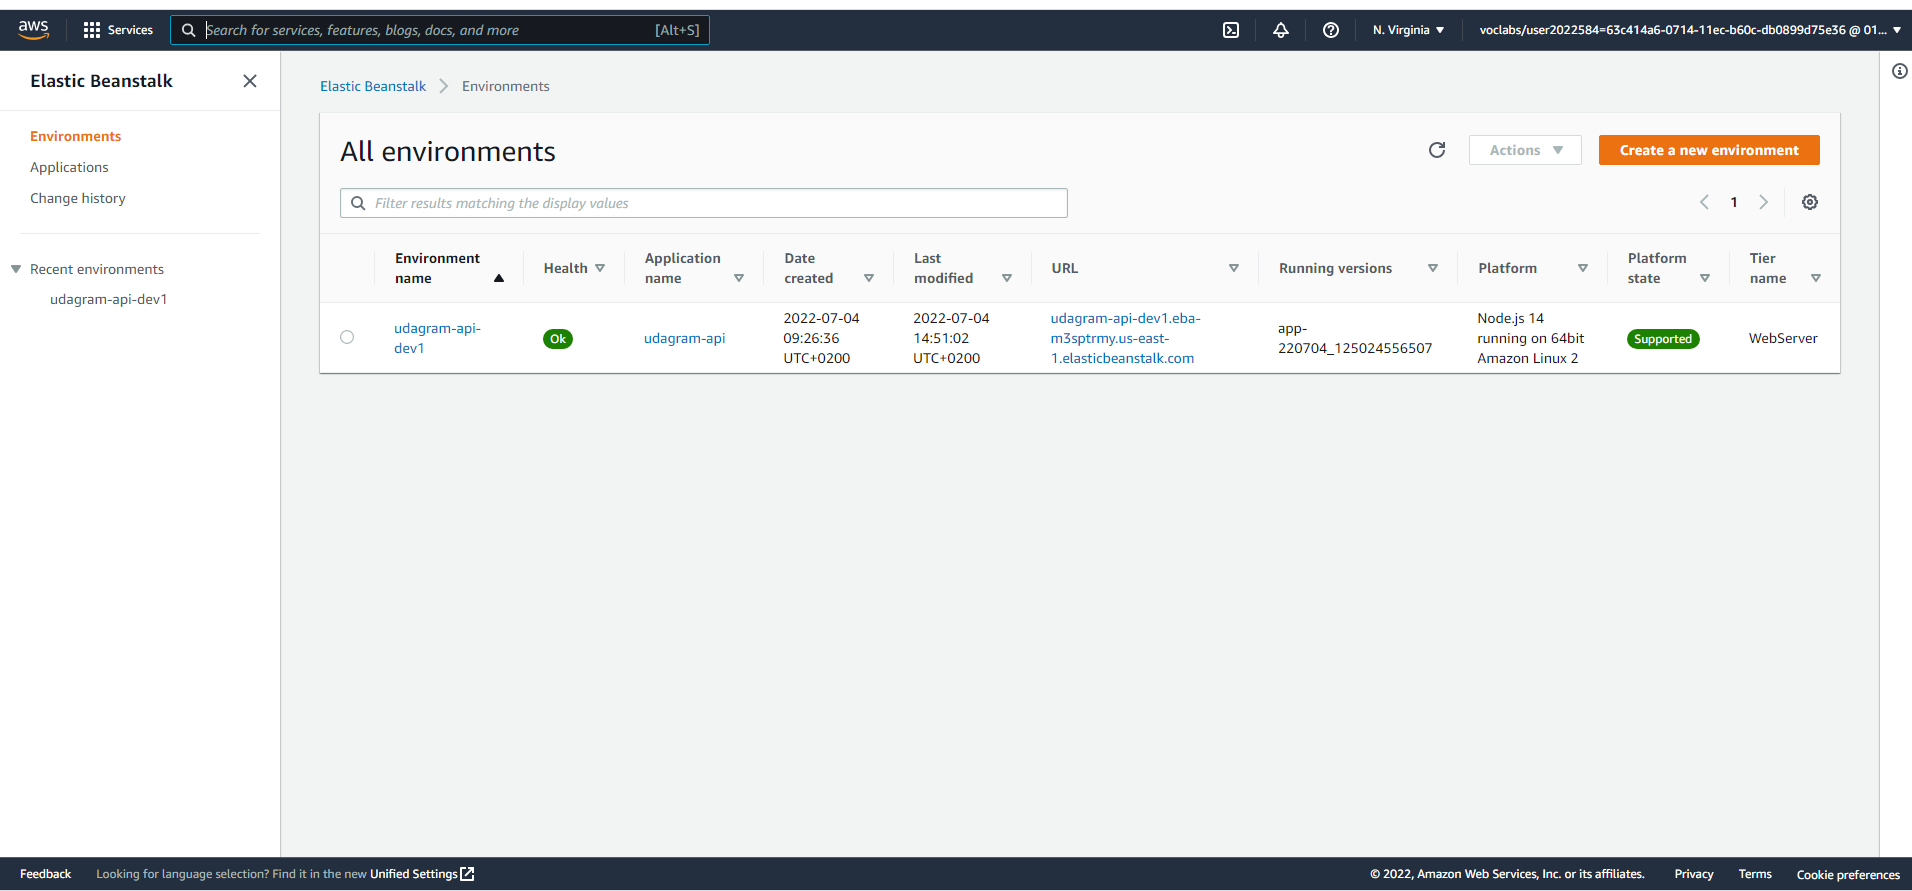 aws
Services
Search for services, features, blogs, docs, and more
[Alt+S]
N. Virginia
voclabs/user2022584=63c414a6-0714-11ec-b60c-db0899d75e36 @ 01...
Elastic Beanstalk
Environments
Applications
Change history
Recent environments
udagram-api-dev1
Elastic Beanstalk
Environments
All environments
Actions
Create a new environment
Filter results matching the display values
1
Environment
name
Health
Application
name
Date
created
Last
modified
URL
Running versions
Platform
Platform
state
Tier
name
udagram-api-
dev1
Ok
udagram-api
2022-07-04
09:26:36
UTC+0200
2022-07-04
14:51:02
UTC+0200
udagram-api-dev1.eba-
m3sptrmy.us-east-
1.elasticbeanstalk.com
app-
220704_125024556507
Node.js 14
running on 64bit
Amazon Linux 2
Supported
WebServer
Feedback
Looking for language selection? Find it in the new Unified Settings
© 2022, Amazon Web Services, Inc. or its affiliates.
Privacy
Terms
Cookie preferences